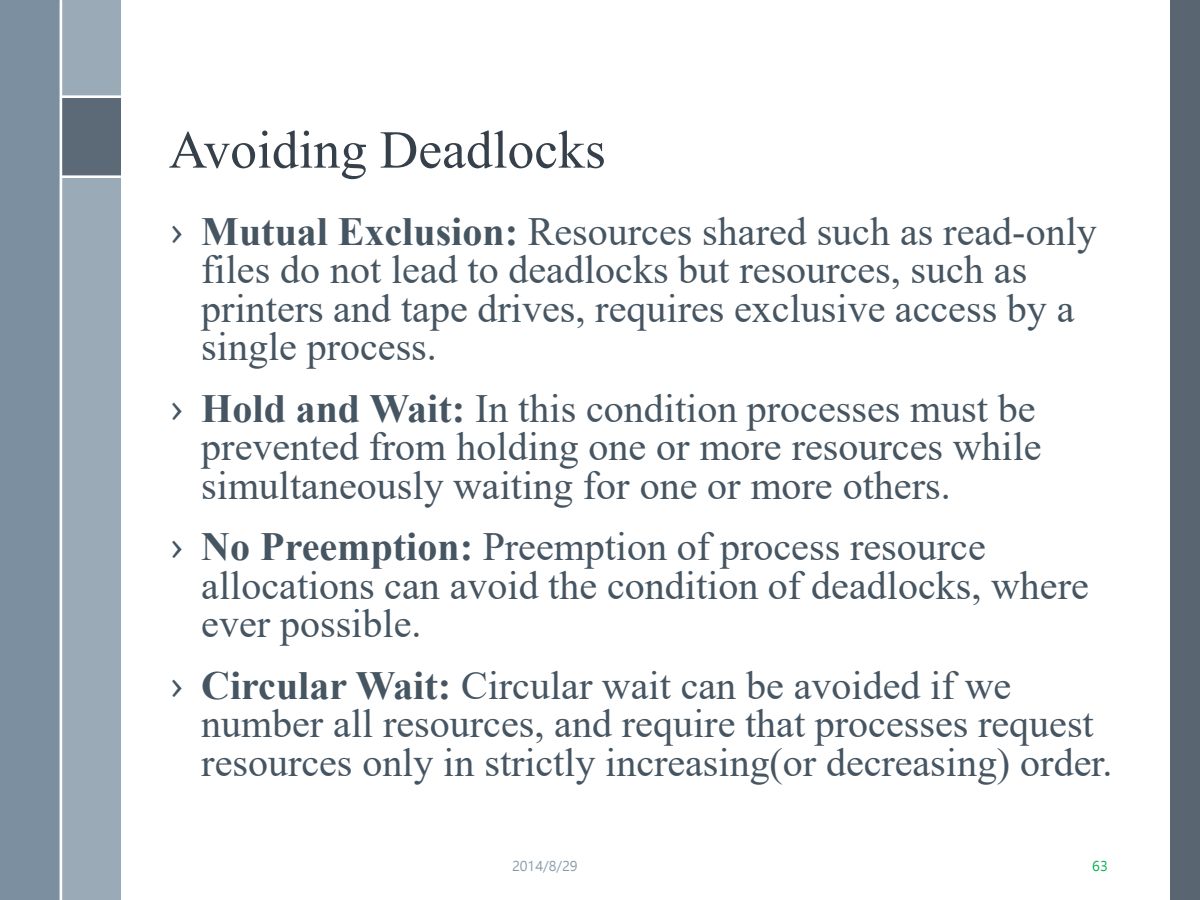 Avoiding Deadlocks
› Mutual Exclusion: Resources shared such as read-only
files do not lead to deadlocks but resources, such as
printers and tape drives, requires exclusive access by a
single process.
› Hold and Wait: In this condition processes must be
prevented from holding one or more resources while
simultaneously waiting for one or more others.
› No Preemption: Preemption of process resource
allocations can avoid the condition of deadlocks, where
ever possible.
› Circular Wait: Circular wait can be avoided if we
number all resources, and require that processes request
resources only in strictly increasing(or decreasing) order.
2014/8/29
63